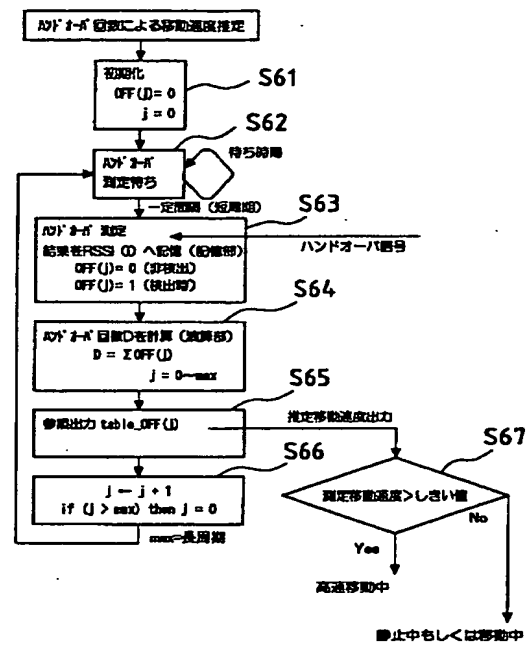 ハンドオーバ回数による移動速度推定
S61
初期化
OFF(j)= 0
j = 0
S62
ハンドオーバ
測定待ち
待ち時間
一定周期(短周期)
S63
ハンドオーバ 測定
結果をRSSI(i)へ記憶(記憶部)
OFF(j)= 0 (非検出)
OFF(j)= 1 (検出時)
ハンドオーバ信号
S64
ハンドオーバ回数Dを計算(演算部)
D = ΣOFF(j)
j = 0~max
S65
参照出力 table_OFF(j)
推定移動速度出力
S66
j ← j + 1
if (j > max) then j = 0
max=長周期
S67
測定移動速度>しきい値
No
Yes
高速移動中
静止中もしくは移動中